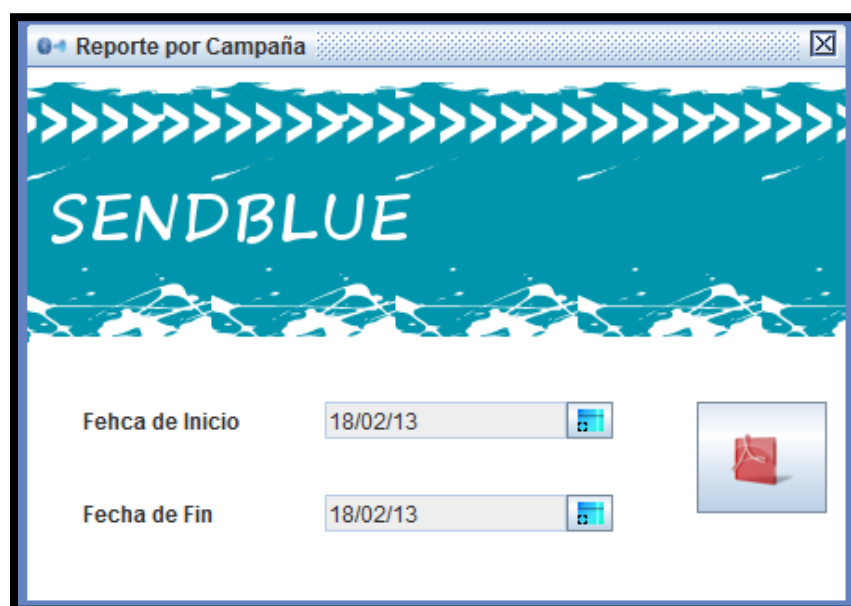 Reporte por Campaña
SENDBLUE
Fehca de Inicio 18/02/13
Fecha de Fin 18/02/13